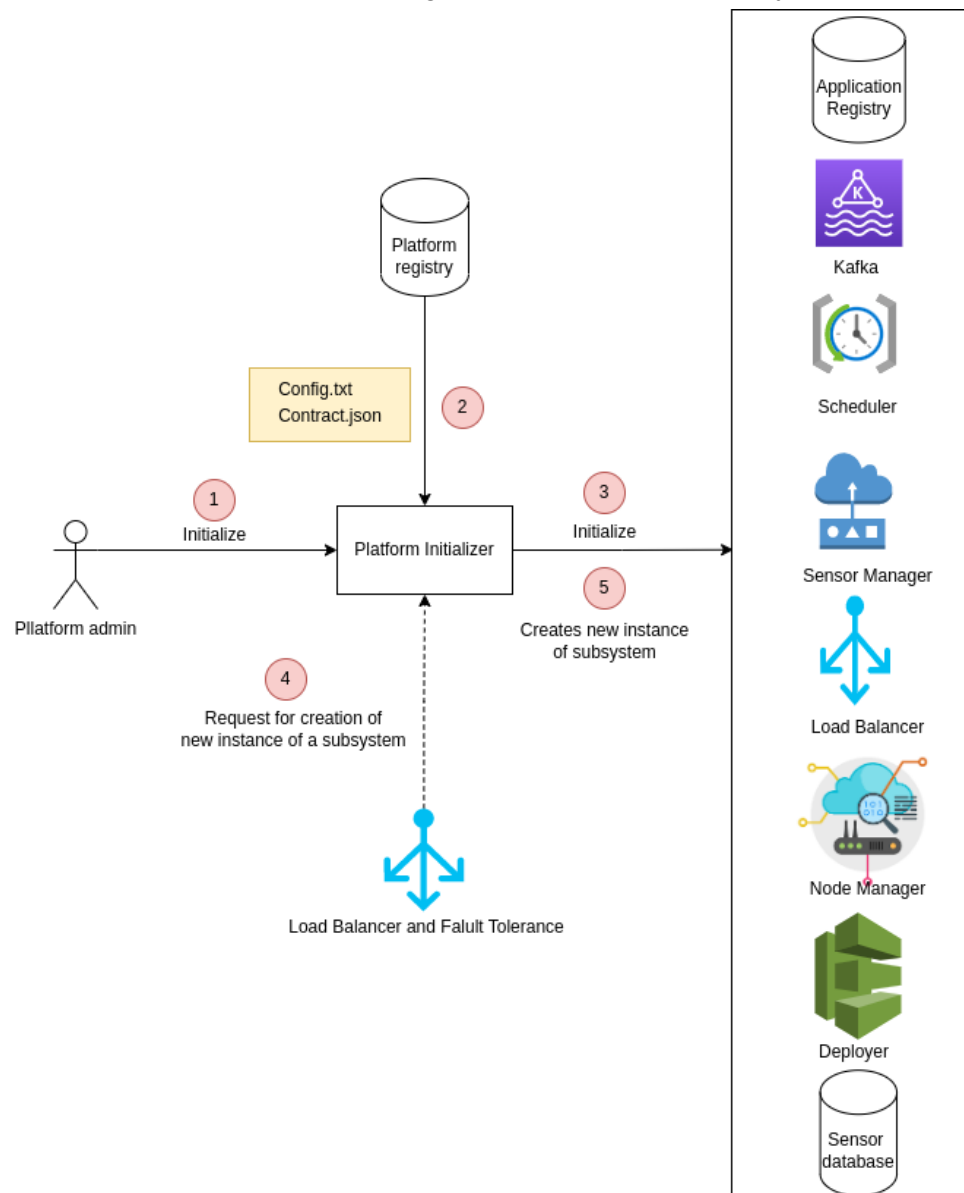 Application
Registry
Kafka
Scheduler
Sensor Manager
Load Balancer
Node Manager
Deployer
Sensor
database
Platform
registry
Config.txt
Contract.json
2
1
Initialize
Pllatform admin
Platform Initializer
3
Initialize
5
Creates new instance
of subsystem
4
Request for creation of
new instance of a subsystem
Load Balancer and Falult Tolerance